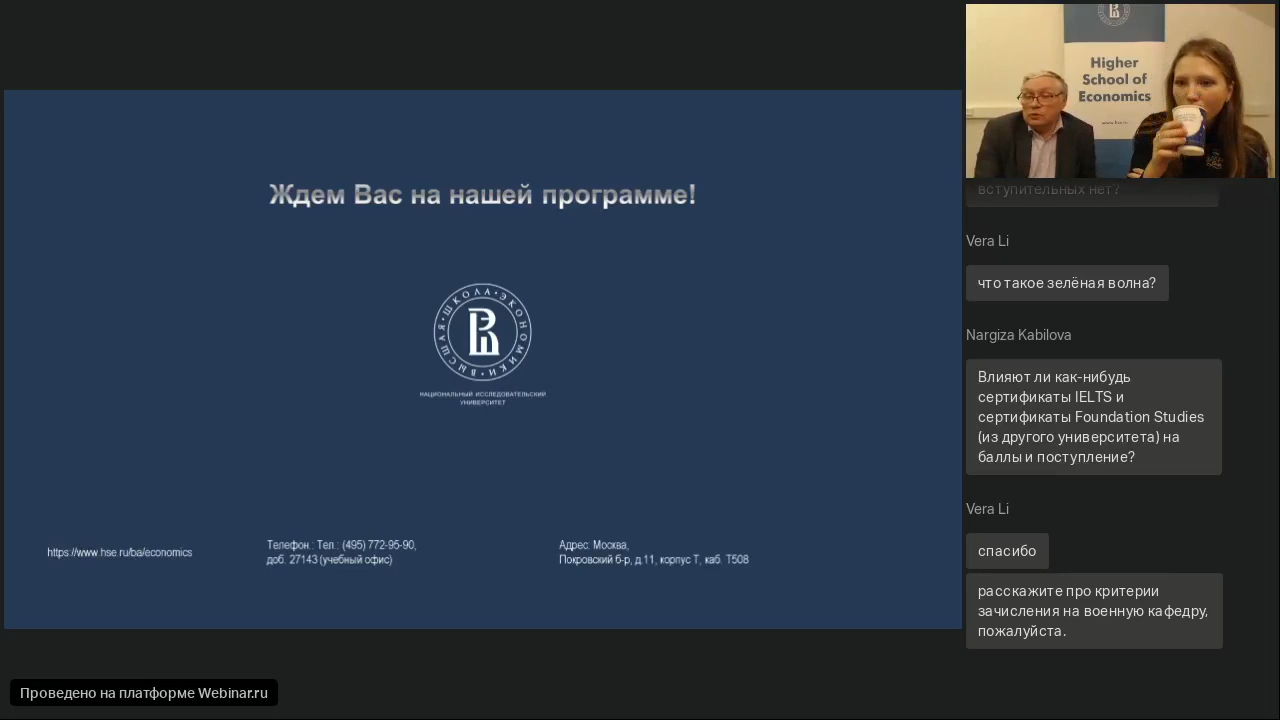 Ждем Вас на нашей программе!
ВЫСШАЯ • ШКОЛА • ЭКОНОМИКИ
НАЦИОНАЛЬНЫЙ ИССЛЕДОВАТЕЛЬСКИЙ
УНИВЕРСИТЕТ
https://www.hse.ru/ba/economics
Телефон.: Тел.: (495) 772-95-90,
доб. 27143 (учебный офис)
Адрес: Москва,
Покровский б-р, д.11, корпус Т, каб. Т508
Проведено на платформе Webinar.ru
Higher
School of
Economics
вступительных нет?
Vera Li
что такое зелёная волна?
Nargiza Kabilova
Влияют ли как-нибудь
сертификаты IELTS и
сертификаты Foundation Studies
(из другого университета) на
баллы и поступление?
Vera Li
спасибо
расскажите про критерии
зачисления на военную кафедру,
пожалуйста.